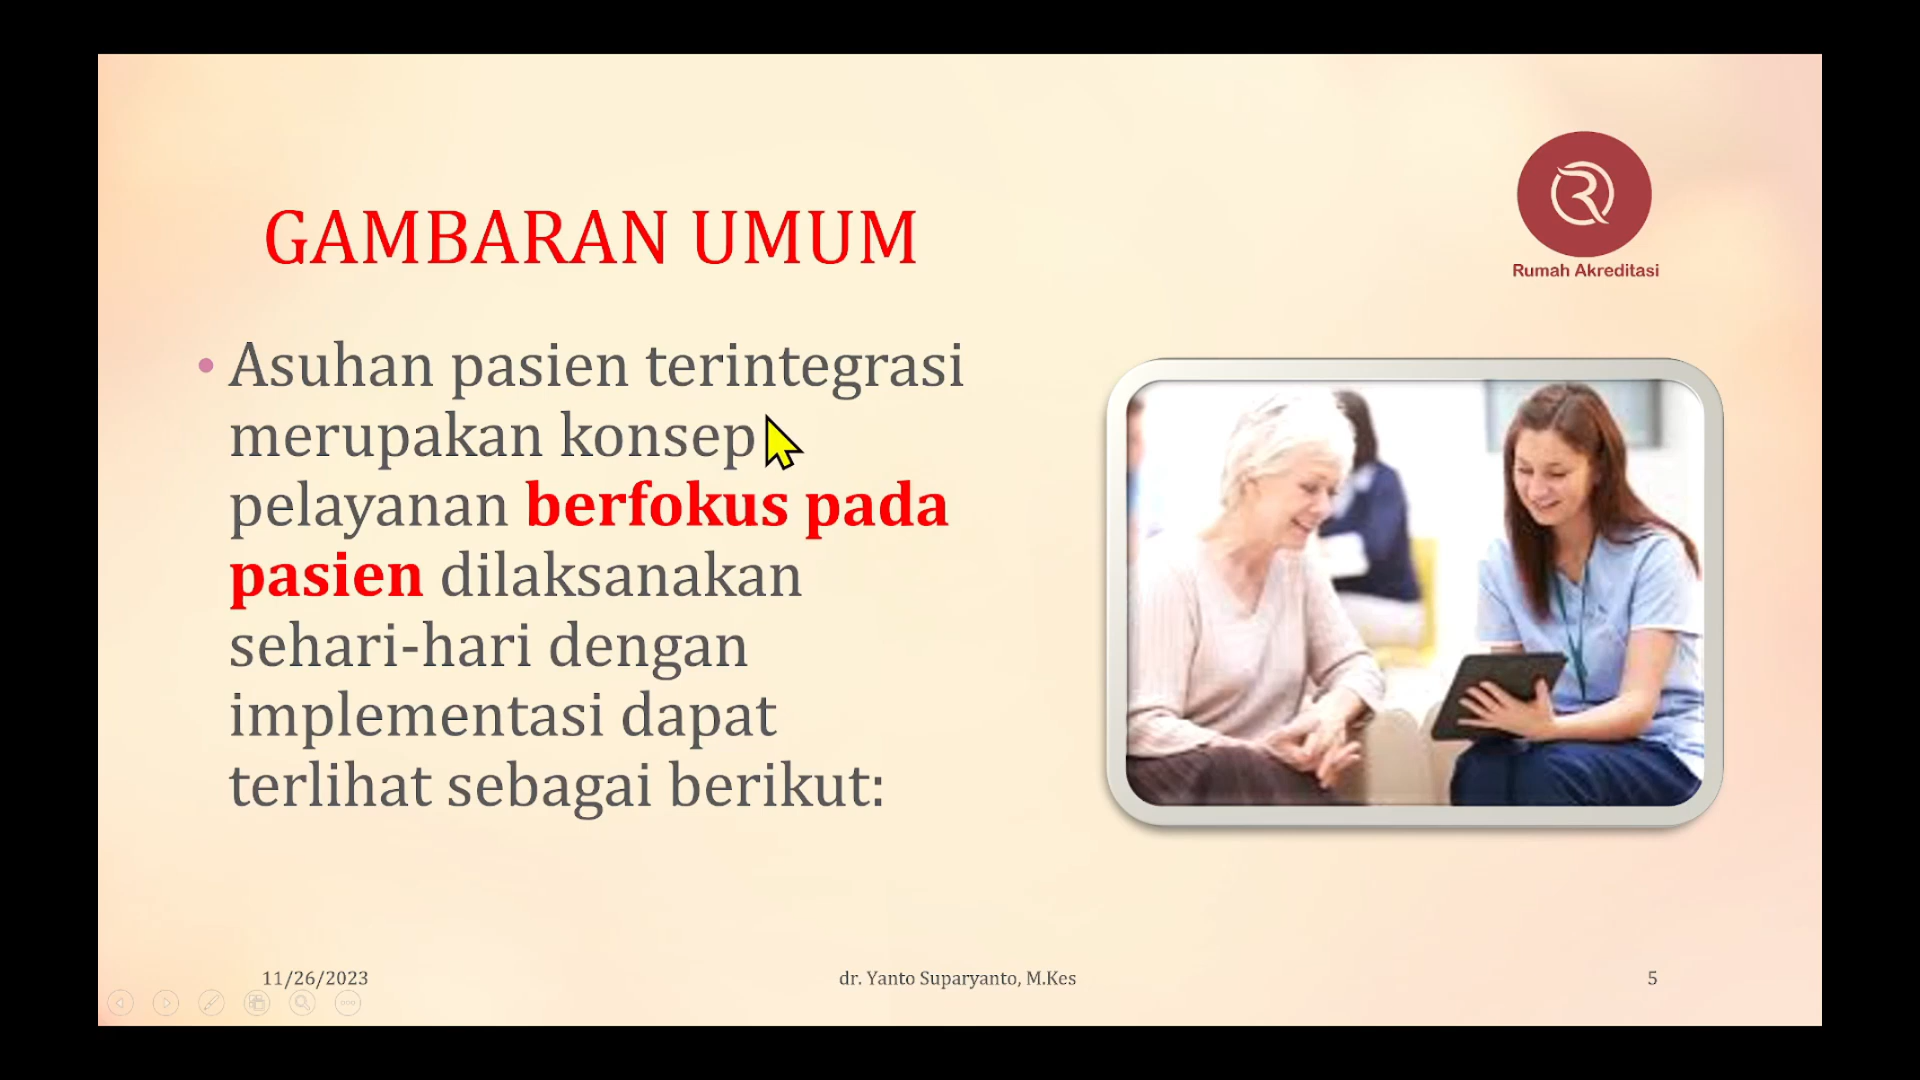 GAMBARAN UMUM
Rumah Akreditasi
• Asuhan pasien terintegrasi
merupakan konsep
pelayanan berfokus pada
pasien dilaksanakan
sehari-hari dengan
implementasi dapat
terlihat sebagai berikut:
11/26/2023
dr. Yanto Suparyanto, M.Kes
5